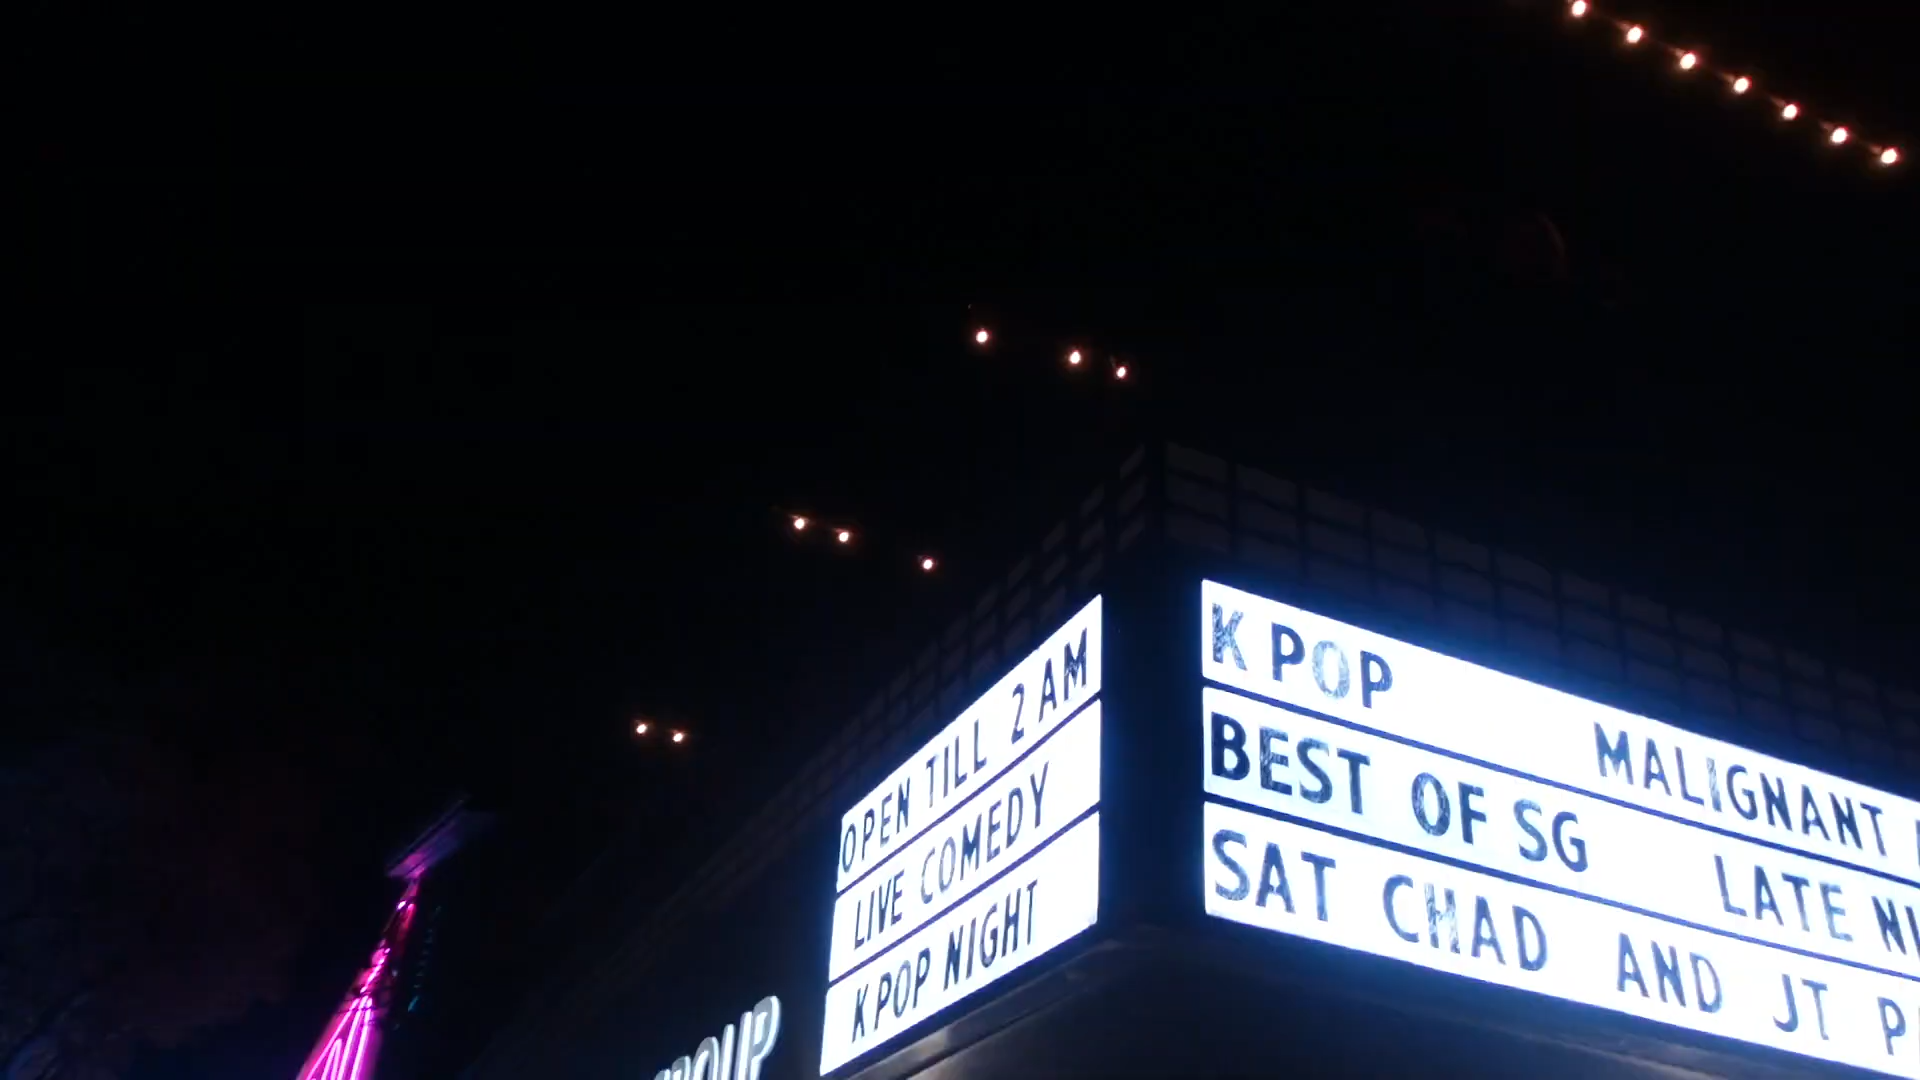 OPEN TILL 2 AM
LIVE COMEDY
K POP NIGHT
K POP MALIGNANT
BEST OF SG LATE
SAT CHAD AND JT